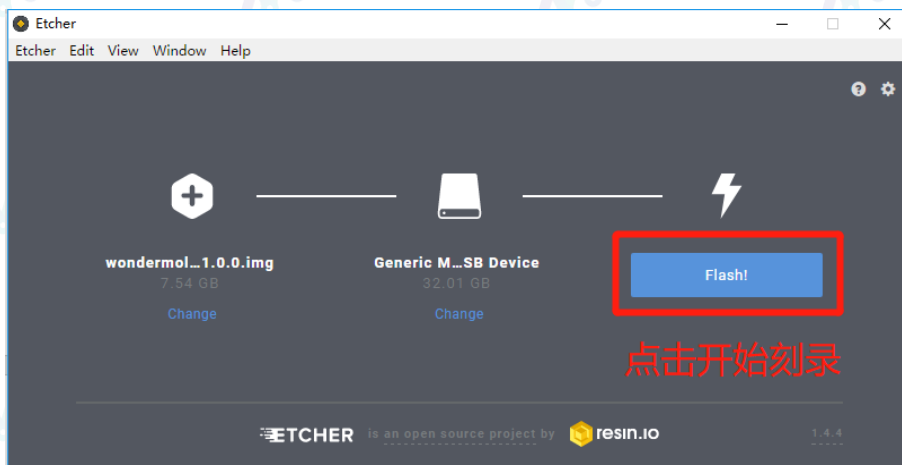 Etcher
Etcher Edit View Window Help
wondermol...1.0.0.img
Generic M...SB Device
Flash!
7.54 GB
32.01 GB
Change
Change
点击开始刻录
ETCHER is an open source project by resin.io
1.4.4